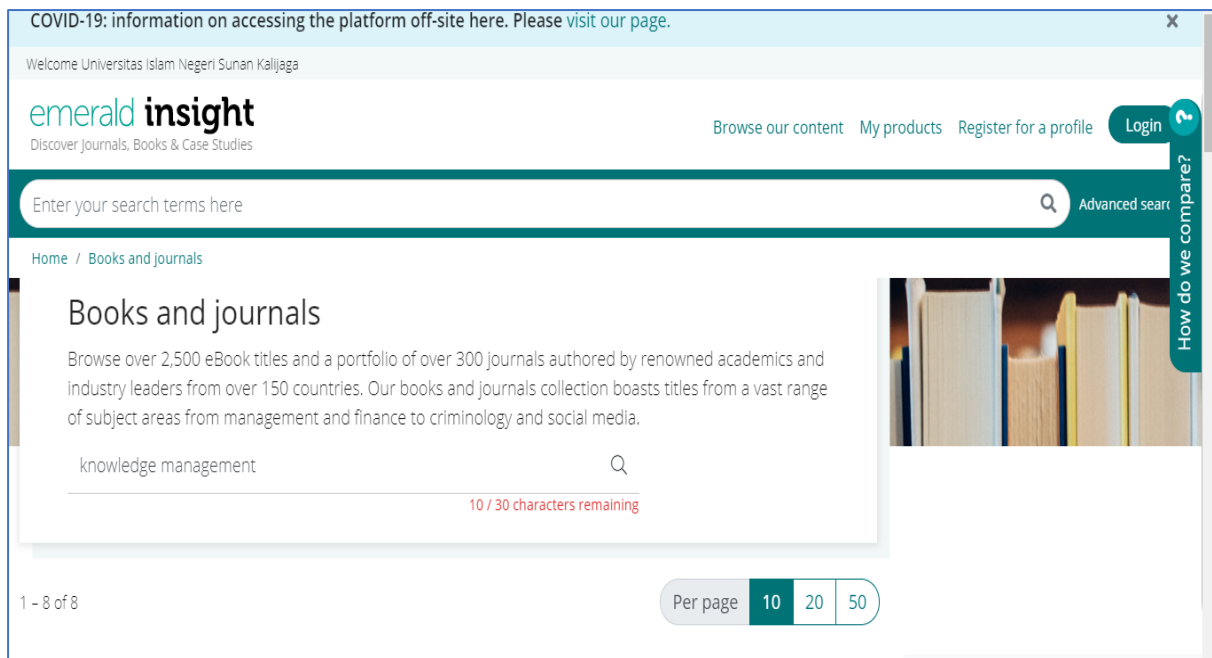 COVID-19: information on accessing the platform off-site here. Please visit our page.
Welcome Universitas Islam Negeri Sunan Kalijaga
emerald insight
Discover Journals, Books & Case Studies
Browse our content My products Register for a profile Login
?
How do we compare?
Enter your search terms here
Advanced searc
Home / Books and journals
Books and journals
Browse over 2,500 eBook titles and a portfolio of over 300 journals authored by renowned academics and
industry leaders from over 150 countries. Our books and journals collection boasts titles from a vast range
of subject areas from management and finance to criminology and social media.
knowledge management
10 / 30 characters remaining
1 – 8 of 8
Per page 10 20 50